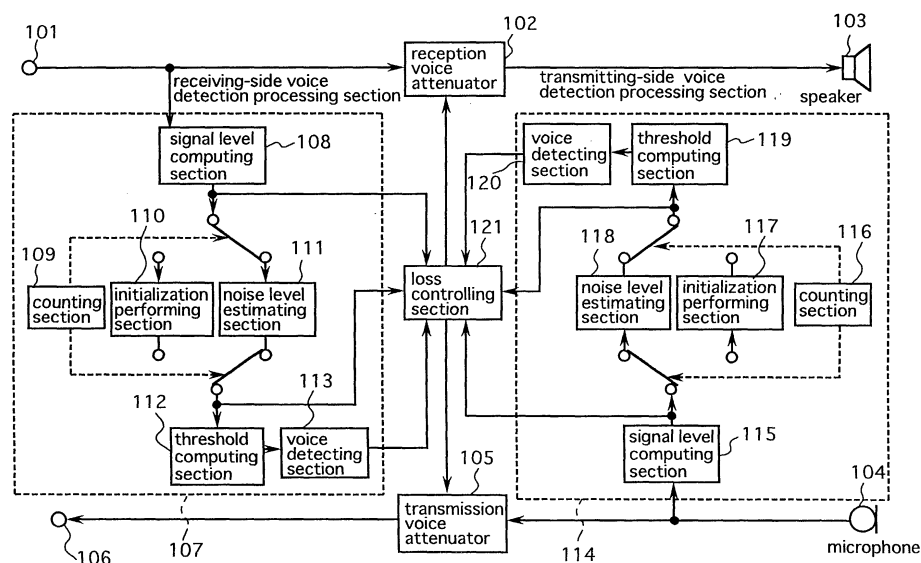 101
102
103
reception
voice
attenuator
receiving-side voice
detection processing section
transmitting-side voice
detection processing section
speaker
signal level
computing
section
108
voice
detecting
section
120
threshold
computing
section
119
109
110
111
121
118
117
116
counting
section
initialization
performing
section
noise level
estimating
section
loss
controlling
section
noise level
estimating
section
initialization
performing
section
counting
section
112
113
threshold
computing
section
voice
detecting
section
signal level
computing
section
115
105
104
transmission
voice
attenuator
106
107
114
microphone